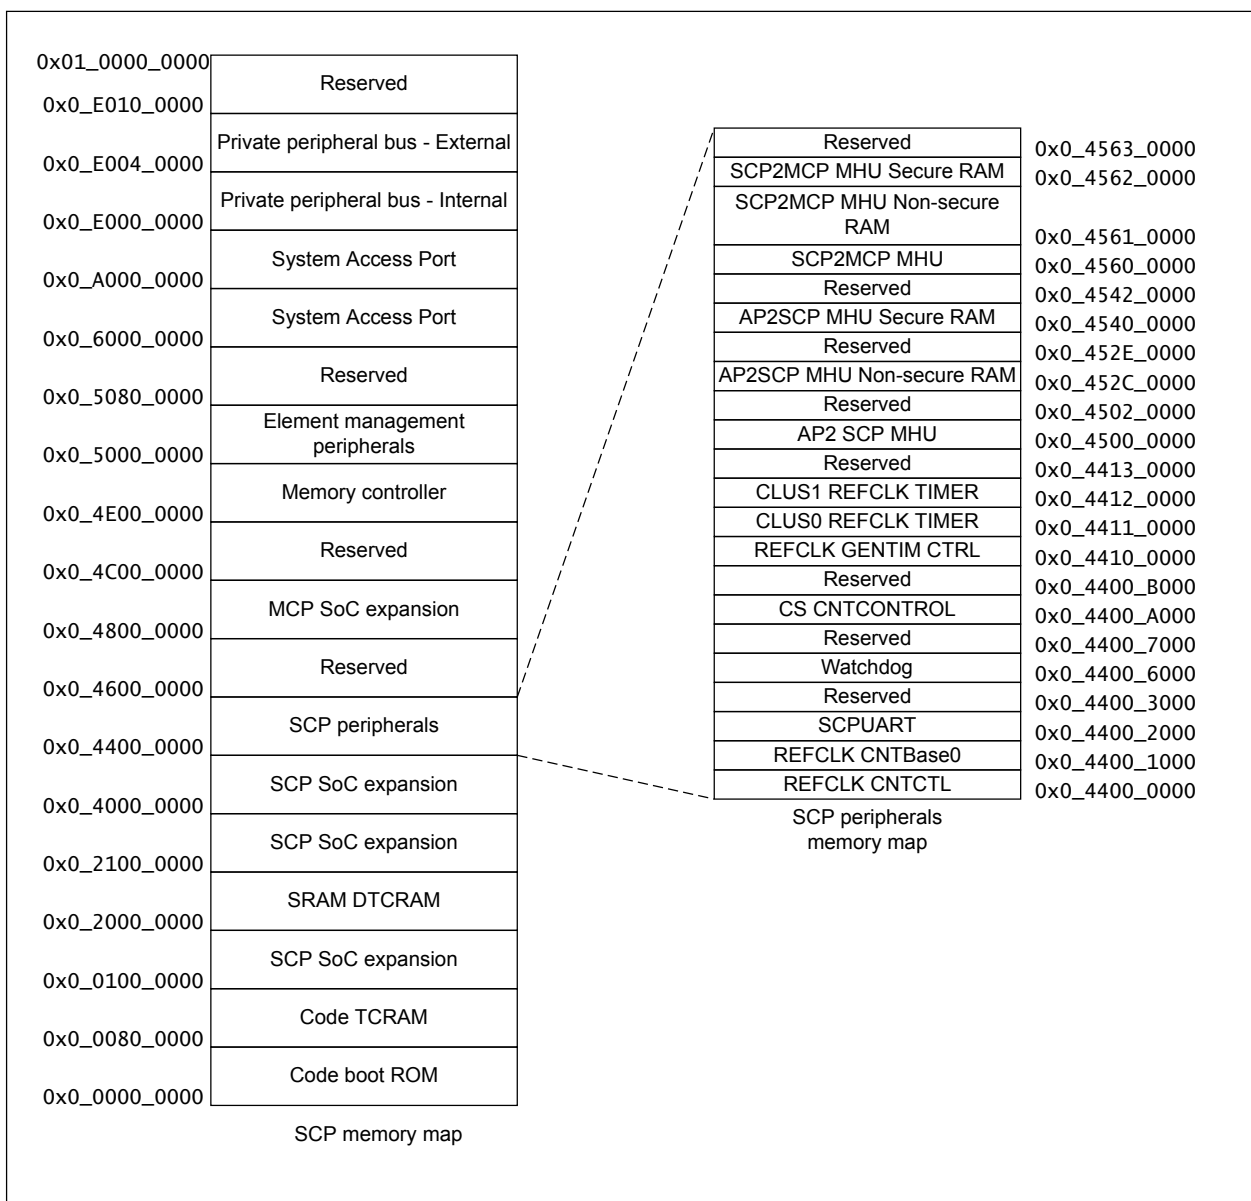 0x01_0000_0000
Reserved
0x0_E010_0000
Private peripheral bus - External
0x0_E004_0000
Private peripheral bus - Internal
0x0_E000_0000
System Access Port
0x0_A000_0000
System Access Port
0x0_6000_0000
Reserved
0x0_5080_0000
Element management
peripherals
0x0_5000_0000
Memory controller
0x0_4E00_0000
Reserved
0x0_4C00_0000
MCP SoC expansion
0x0_4800_0000
Reserved
0x0_4600_0000
SCP peripherals
0x0_4400_0000
SCP SoC expansion
0x0_4000_0000
SCP SoC expansion
0x0_2100_0000
SRAM DTCRAM
0x0_2000_0000
SCP SoC expansion
0x0_0100_0000
Code TCRAM
0x0_0080_0000
Code boot ROM
0x0_0000_0000
SCP memory map
Reserved
0x0_4563_0000
SCP2MCP MHU Secure RAM
0x0_4562_0000
SCP2MCP MHU Non-secure
RAM
0x0_4561_0000
SCP2MCP MHU
0x0_4560_0000
Reserved
0x0_4542_0000
AP2SCP MHU Secure RAM
0x0_4540_0000
Reserved
0x0_452E_0000
AP2SCP MHU Non-secure RAM
0x0_452C_0000
Reserved
0x0_4502_0000
AP2 SCP MHU
0x0_4500_0000
Reserved
0x0_4413_0000
CLUS1 REFCLK TIMER
0x0_4412_0000
CLUS0 REFCLK TIMER
0x0_4411_0000
REFCLK GENTIM CTRL
0x0_4410_0000
Reserved
0x0_4400_B000
CS CNTCONTROL
0x0_4400_A000
Reserved
0x0_4400_7000
Watchdog
0x0_4400_6000
Reserved
0x0_4400_3000
SCPUART
0x0_4400_2000
REFCLK CNTBase0
0x0_4400_1000
REFCLK CNTCTL
0x0_4400_0000
SCP peripherals
memory map